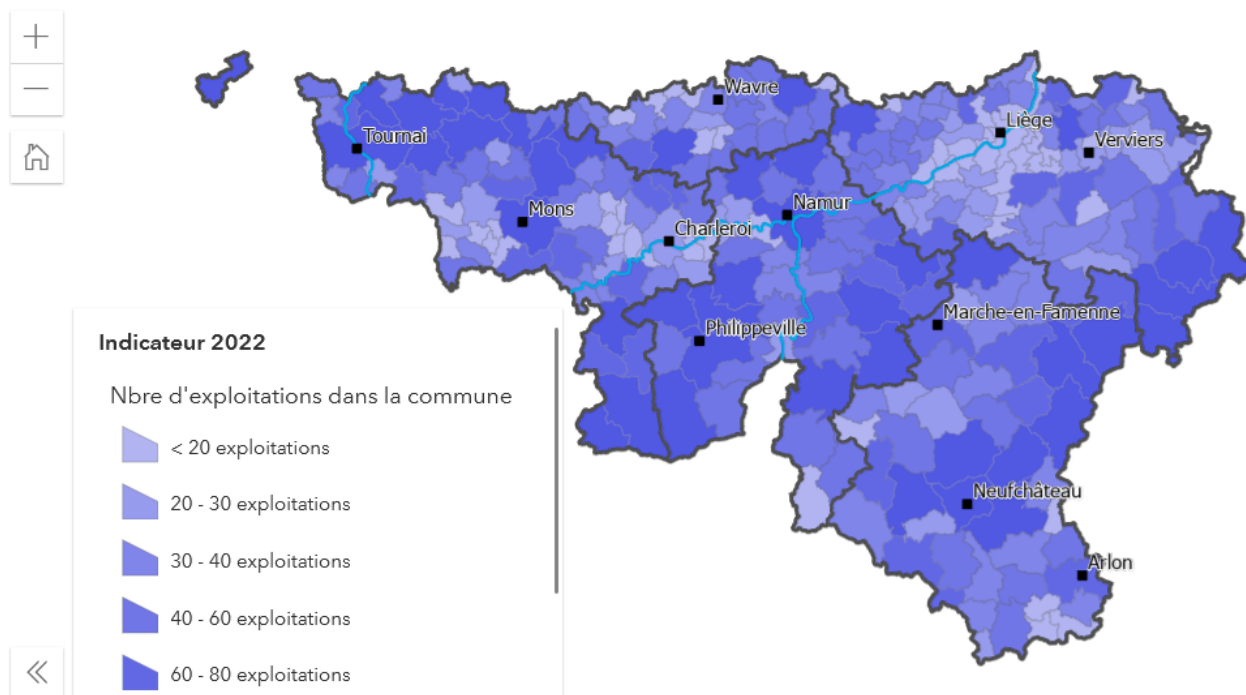 Wavre
Tournai
Liège
Verviers
Mons
Namur
Charleroi
Marche-en-Famenne
Philippeville
Neufchâteau
Arlon
Indicateur 2022
Nbre d'exploitations dans la commune
< 20 exploitations
20 - 30 exploitations
30 - 40 exploitations
40 - 60 exploitations
60 - 80 exploitations